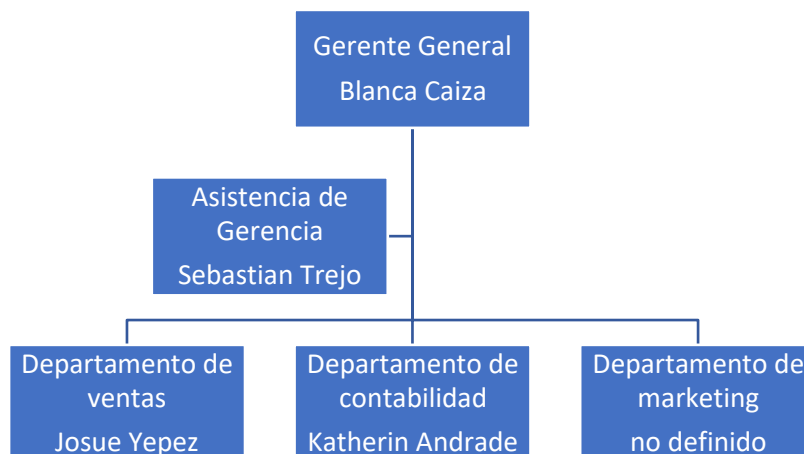 Gerente General
Blanca Caiza
Asistencia de
Gerencia
Sebastian Trejo
Departamento de
ventas
Josue Yepez
Departamento de
contabilidad
Katherin Andrade
Departamento de
marketing
no definido